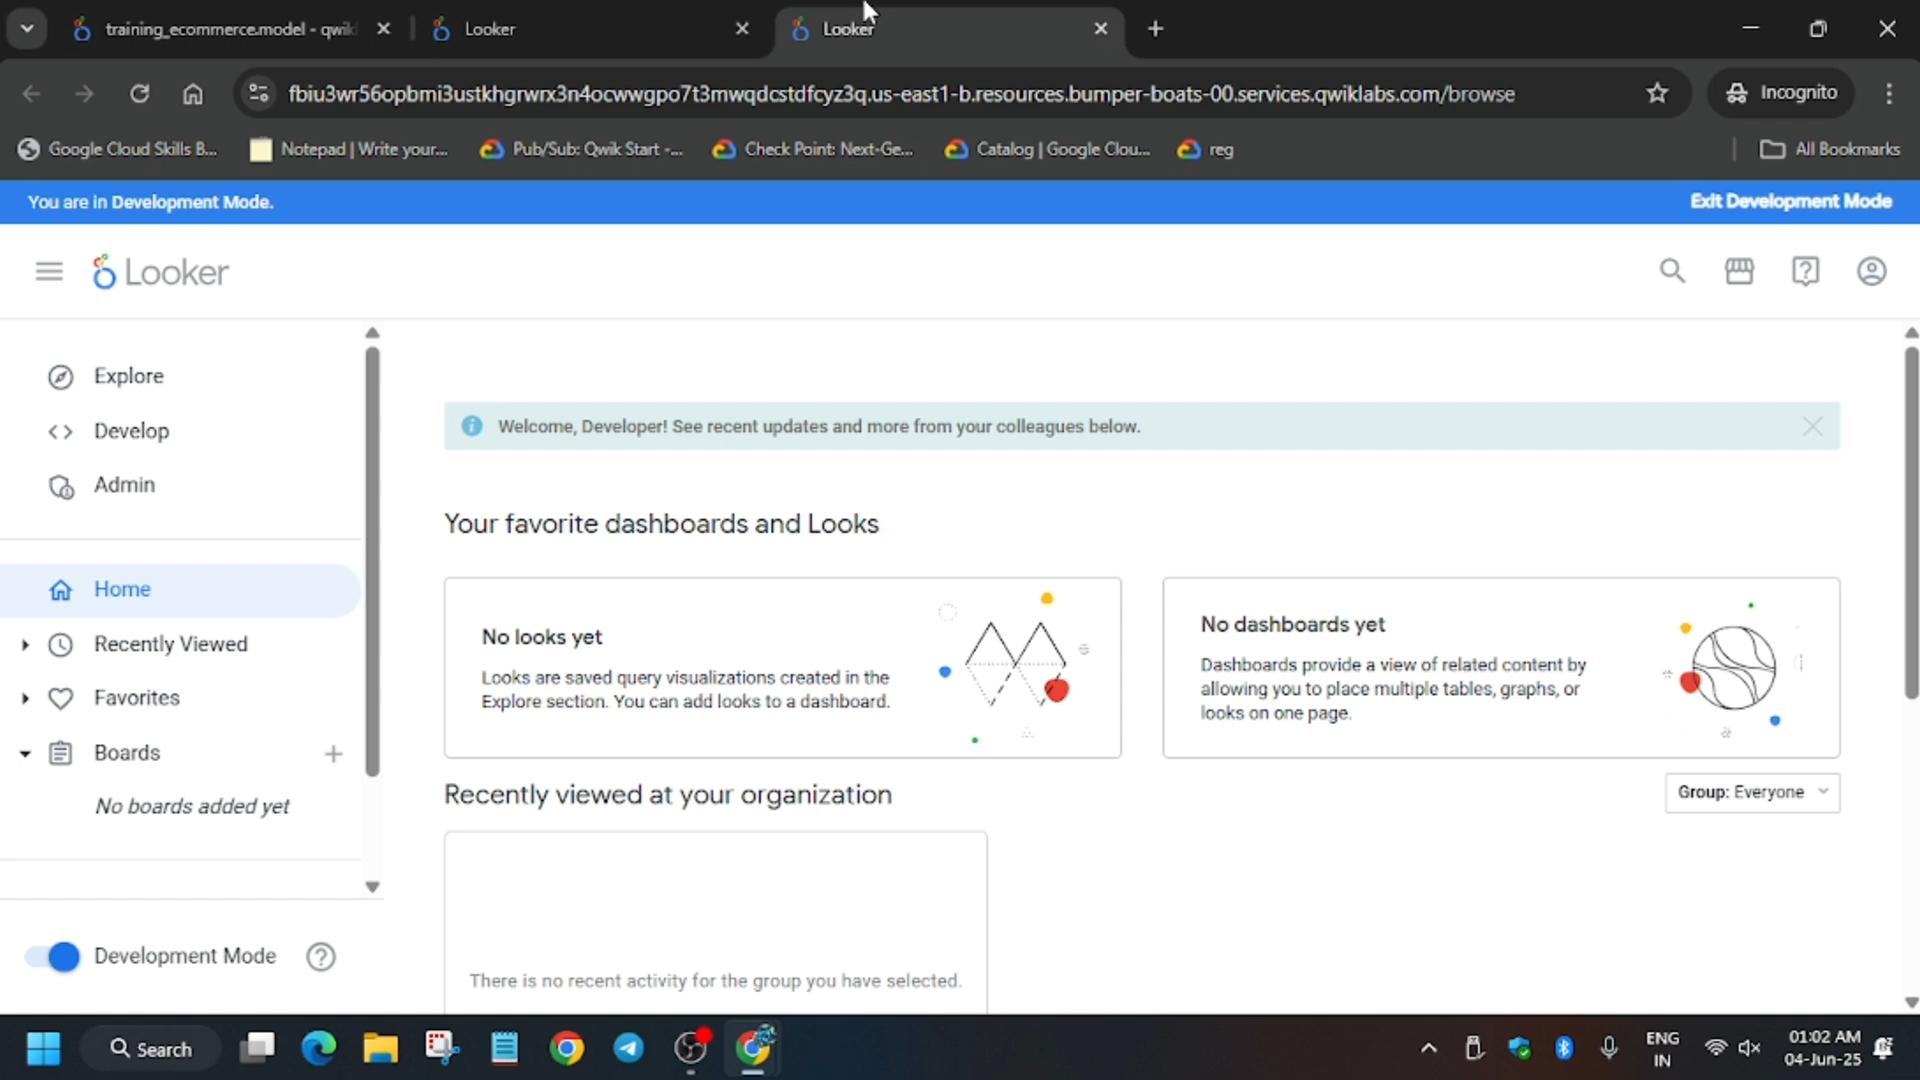 training_ecommerce.model - qwik
Looker
Looker
fbiu3wr56opbmi3ustkhgrwrx3n4ocwwgpo7t3mwqdcstdfcyz3q.us-east1-b.resources.bumper-boats-00.services.qwiklabs.com/browse
Incognito
Google Cloud Skills B...
Notepad | Write your...
Pub/Sub: Qwik Start -...
Check Point: Next-Ge...
Catalog | Google Clou...
reg
All Bookmarks
You are in Development Mode.
Exit Development Mode
Looker
Explore
Develop
Admin
Home
Recently Viewed
Favorites
Boards
No boards added yet
Development Mode
Welcome, Developer! See recent updates and more from your colleagues below.
Your favorite dashboards and Looks
No looks yet
Looks are saved query visualizations created in the
Explore section. You can add looks to a dashboard.
No dashboards yet
Dashboards provide a view of related content by
allowing you to place multiple tables, graphs, or
looks on one page.
Recently viewed at your organization
Group: Everyone
There is no recent activity for the group you have selected.
Search
ENG
IN
01:02 AM
04-Jun-25